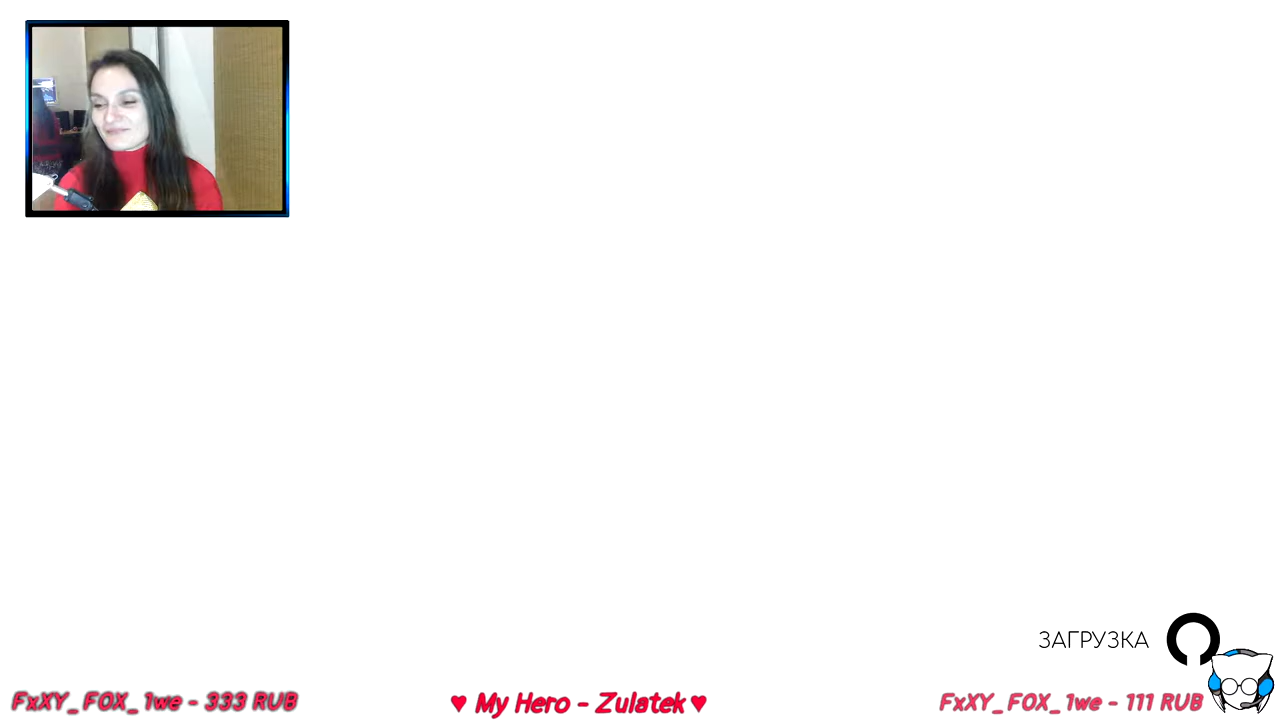 ЗАГРУЗКА
FxXY_FOX_1we - 333 RUB
♥ My Hero - Zulatek ♥
FxXY_FOX_1we - 111 RUB